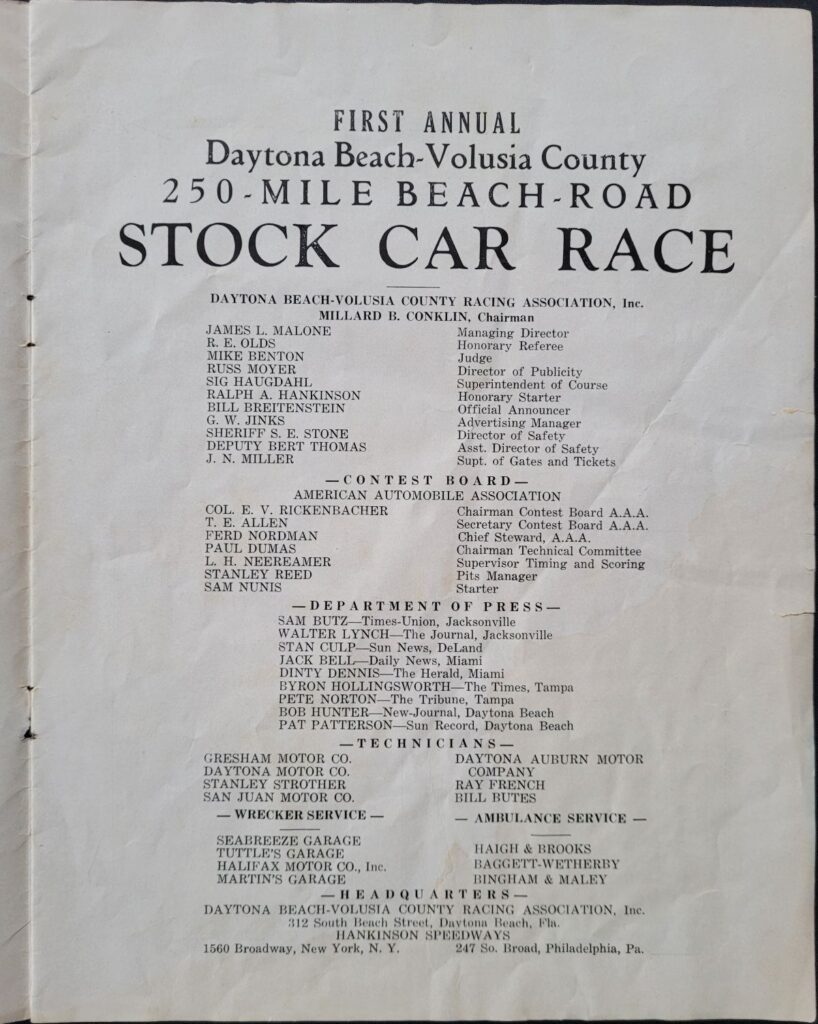 FIRST ANNUAL
Daytona Beach-Volusia County
250-MILE BEACH-ROAD
STOCK CAR RACE
DAYTONA BEACH-VOLUSIA COUNTY RACING ASSOCIATION, Inc.
MILLARD B. CONKLIN, Chairman
JAMES L. MALONE Managing Director
R. E. OLDS Honorary Referee
MIKE BENTON Judge
RUSS MOYER Director of Publicity
SIG HAUGDAHL Superintendent of Course
RALPH A. HANKINSON Honorary Starter
BILL BREITENSTEIN Official Announcer
G. W. JINKS Advertising Manager
SHERIFF S. E. STONE Director of Safety
DEPUTY BERT THOMAS Asst. Director of Safety
J. N. MILLER Supt. of Gates and Tickets
—CONTEST BOARD—
AMERICAN AUTOMOBILE ASSOCIATION
COL. E. V. RICKENBACHER Chairman Contest Board A.A.A.
T. E. ALLEN Secretary Contest Board A.A.A.
FERD NORDMAN Chief Steward, A.A.A.
PAUL DUMAS Chairman Technical Committee
L. H. NEEREAMER Supervisor Timing and Scoring
STANLEY REED Pits Manager
SAM NUNIS Starter
—DEPARTMENT OF PRESS—
SAM BUTZ—Times-Union, Jacksonville
WALTER LYNCH—The Journal, Jacksonville
STAN CULP—Sun News, DeLand
JACK BELL—Daily News, Miami
DINTY DENNIS—The Herald, Miami
BYRON HOLLINGSWORTH—The Times, Tampa
PETE NORTON—The Tribune, Tampa
BOB HUNTER—New-Journal, Daytona Beach
PAT PATTERSON—Sun Record, Daytona Beach
—TECHNICIANS—
GRESHAM MOTOR CO. DAYTONA AUBURN MOTOR
DAYTONA MOTOR CO. COMPANY
STANLEY STROTHER RAY FRENCH
SAN JUAN MOTOR CO. BILL BUTES
— WRECKER SERVICE — — AMBULANCE SERVICE —
SEABREEZE GARAGE HAIGH & BROOKS
TUTTLE'S GARAGE BAGGETT-WETHERBY
HALIFAX MOTOR CO., Inc. BINGHAM & MALEY
MARTIN'S GARAGE
—HEADQUARTERS—
DAYTONA BEACH-VOLUSIA COUNTY RACING ASSOCIATION, Inc.
312 South Beach Street, Daytona Beach, Fla.
HANKINSON SPEEDWAYS
1560 Broadway, New York, N. Y. 247 So. Broad, Philadelphia, Pa.